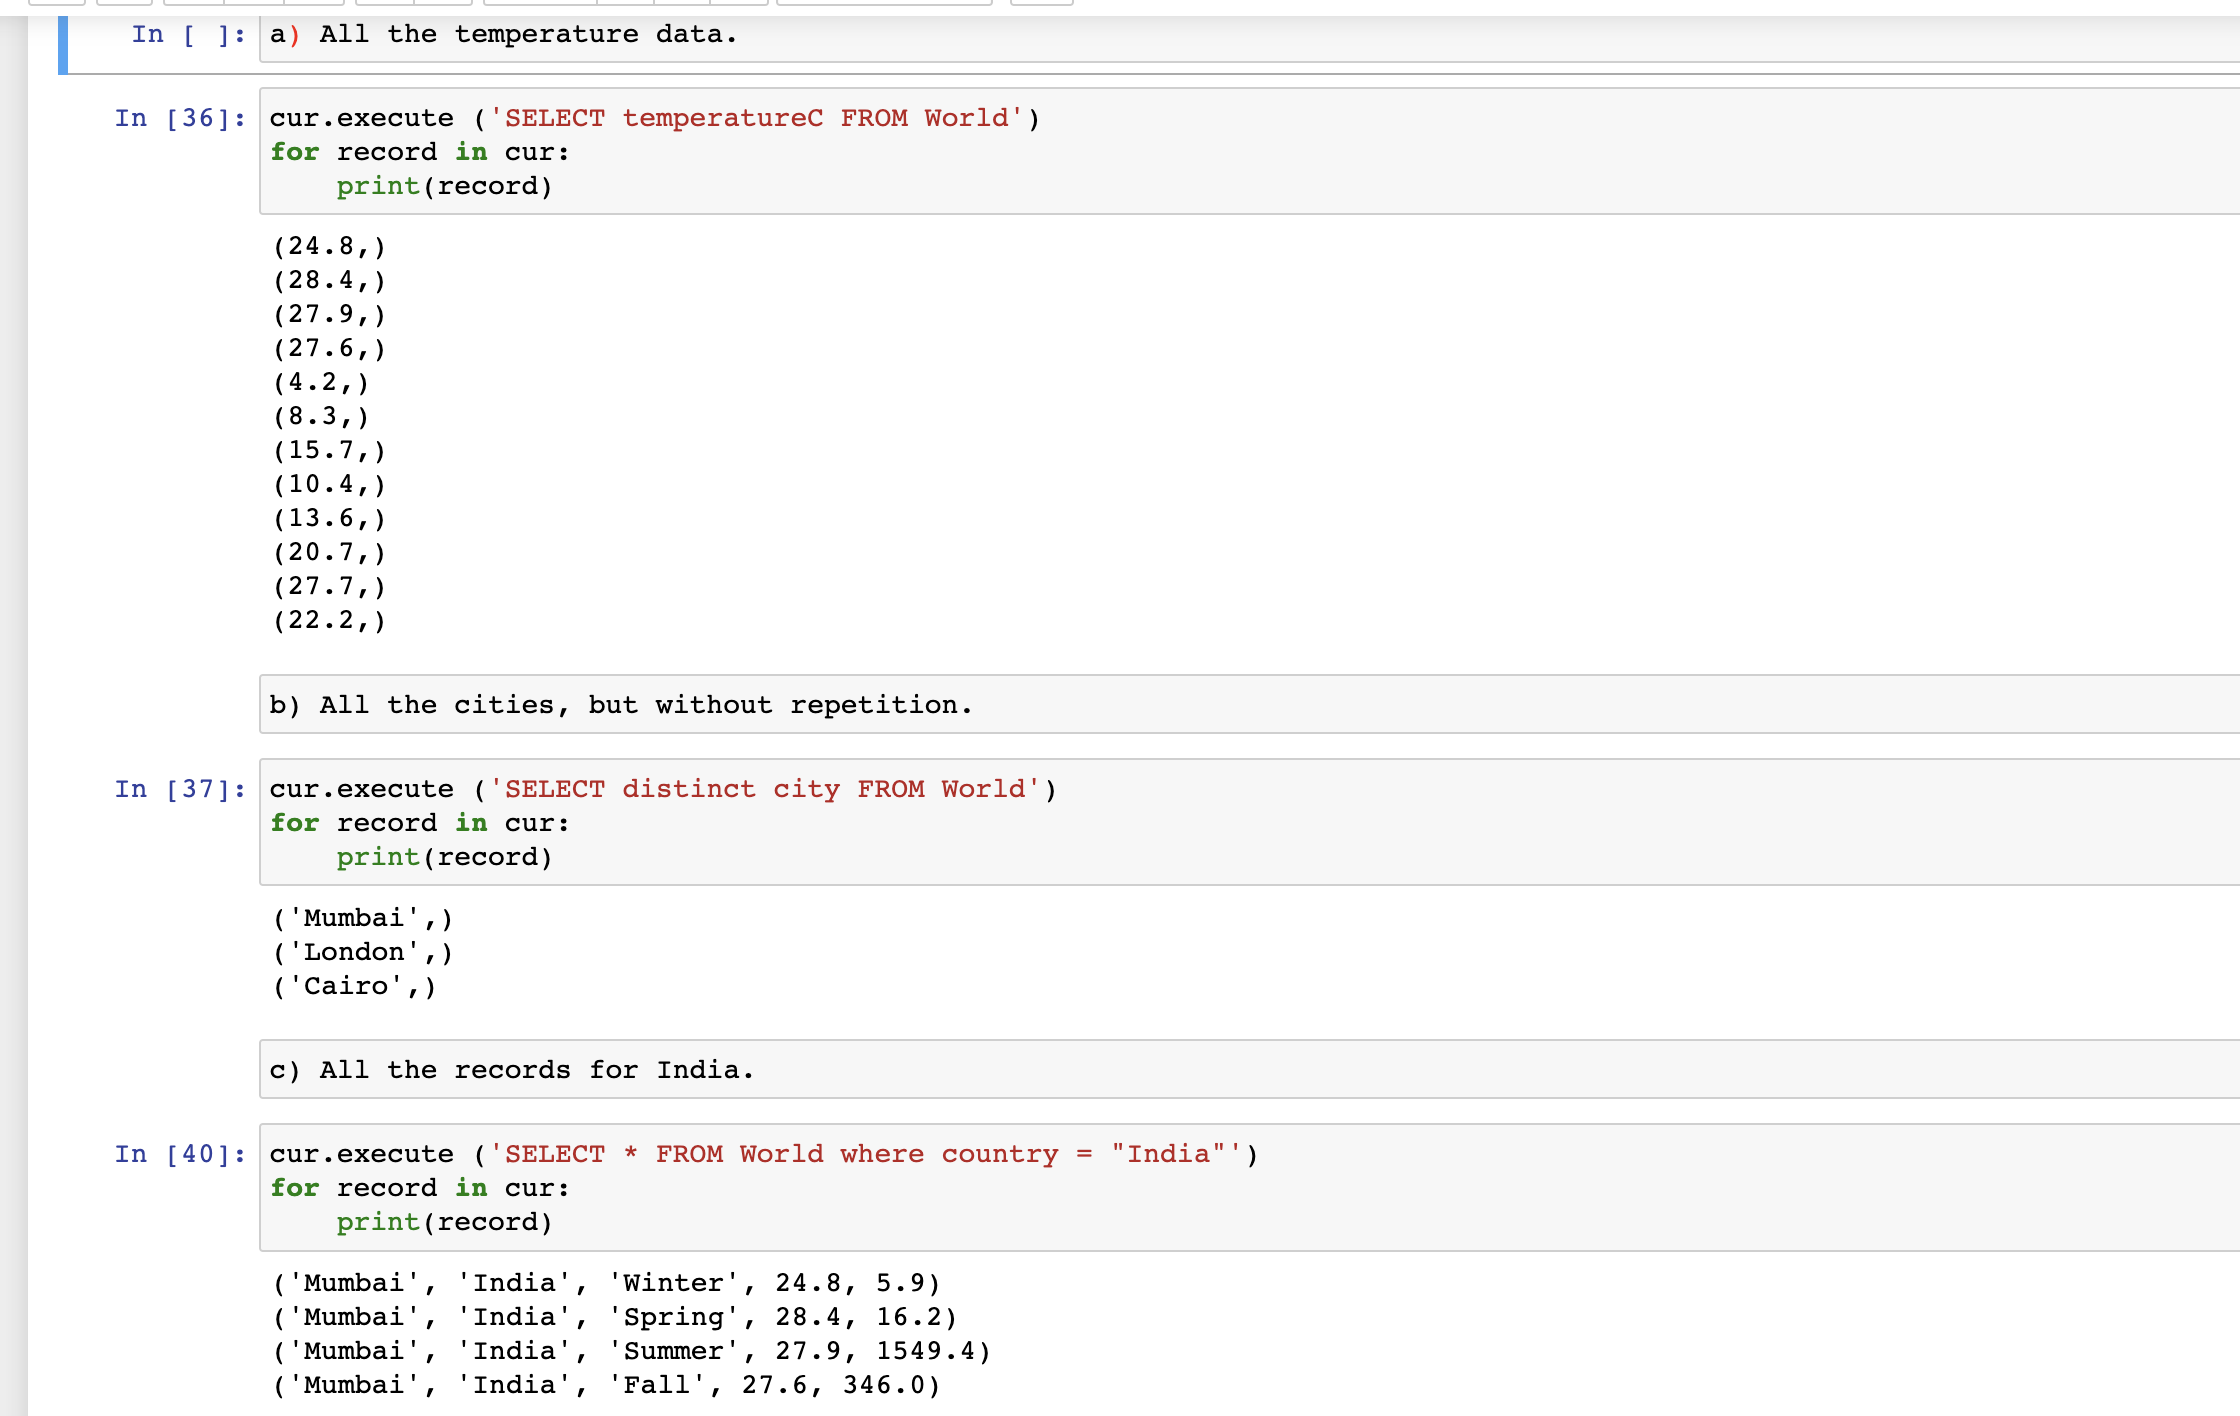 In [ ]: a) All the temperature data.
In [36]: cur.execute ('SELECT temperatureC FROM World')
for record in cur:
    print(record)
(24.8,)
(28.4,)
(27.9,)
(27.6,)
(4.2,)
(8.3,)
(15.7,)
(10.4,)
(13.6,)
(20.7,)
(27.7,)
(22.2,)
b) All the cities, but without repetition.
In [37]: cur.execute ('SELECT distinct city FROM World')
for record in cur:
    print(record)
('Mumbai',)
('London',)
('Cairo',)
c) All the records for India.
In [40]: cur.execute ('SELECT * FROM World where country = "India"')
for record in cur:
    print(record)
('Mumbai', 'India', 'Winter', 24.8, 5.9)
('Mumbai', 'India', 'Spring', 28.4, 16.2)
('Mumbai', 'India', 'Summer', 27.9, 1549.4)
('Mumbai', 'India', 'Fall', 27.6, 346.0)